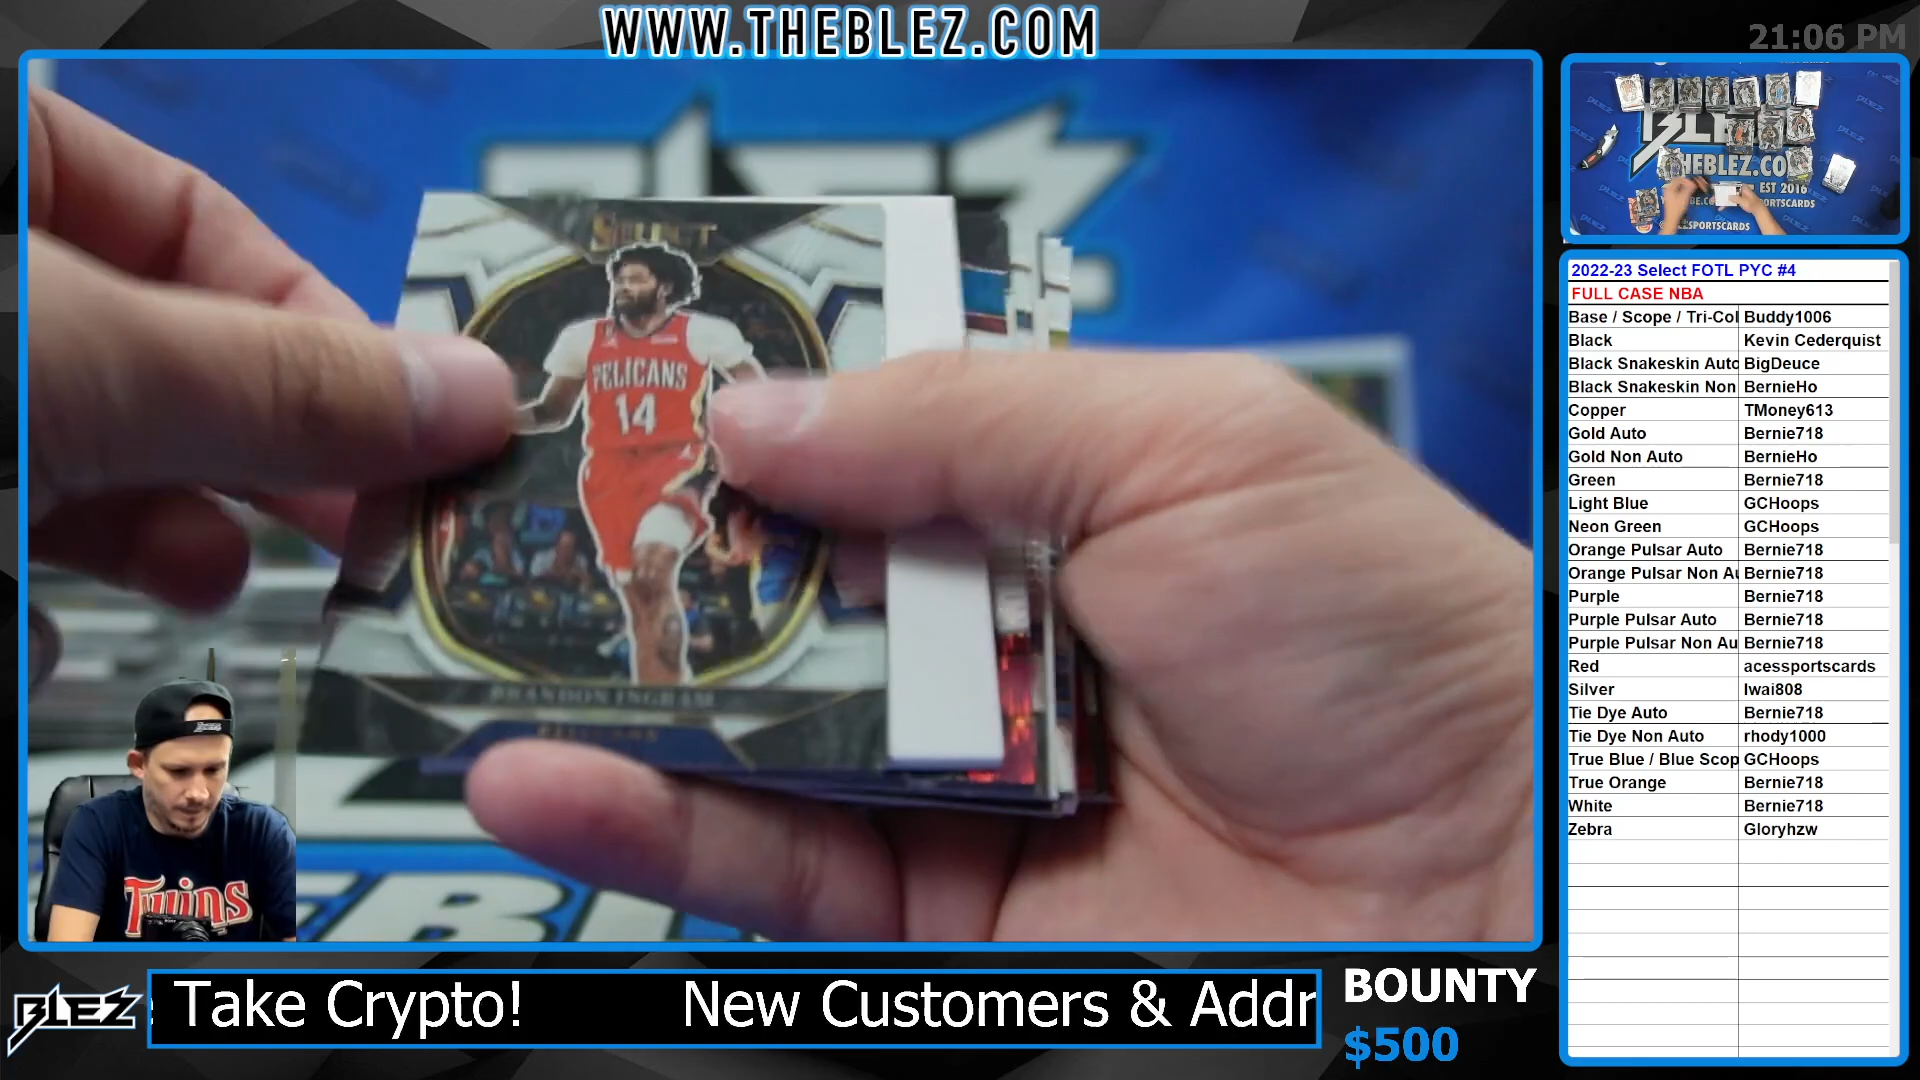 WWW.THEBLEZ.COM
21:06 PM
SELECT
PELICANS
14
BRANDON INGRAM
PELICANS
THEBLEZ.CO
EST 2016
2022-23 Select FOTL PYC #4
FULL CASE NBA
Base / Scope / Tri-Col Buddy1006
Black Kevin Cederquist
Black Snakeskin Auto BigDeuce
Black Snakeskin Non BernieHo
Copper TMoney613
Gold Auto Bernie718
Gold Non Auto BernieHo
Green Bernie718
Light Blue GCHoops
Neon Green GCHoops
Orange Pulsar Auto Bernie718
Orange Pulsar Non Au Bernie718
Purple Bernie718
Purple Pulsar Auto Bernie718
Purple Pulsar Non Au Bernie718
Red acessportscards
Silver Iwai808
Tie Dye Auto Bernie718
Tie Dye Non Auto rhody1000
True Blue / Blue Scop GCHoops
True Orange Bernie718
White Bernie718
Zebra Gloryhzw
Twins
BLEZ
Take Crypto! New Customers & Addr
BOUNTY
$500